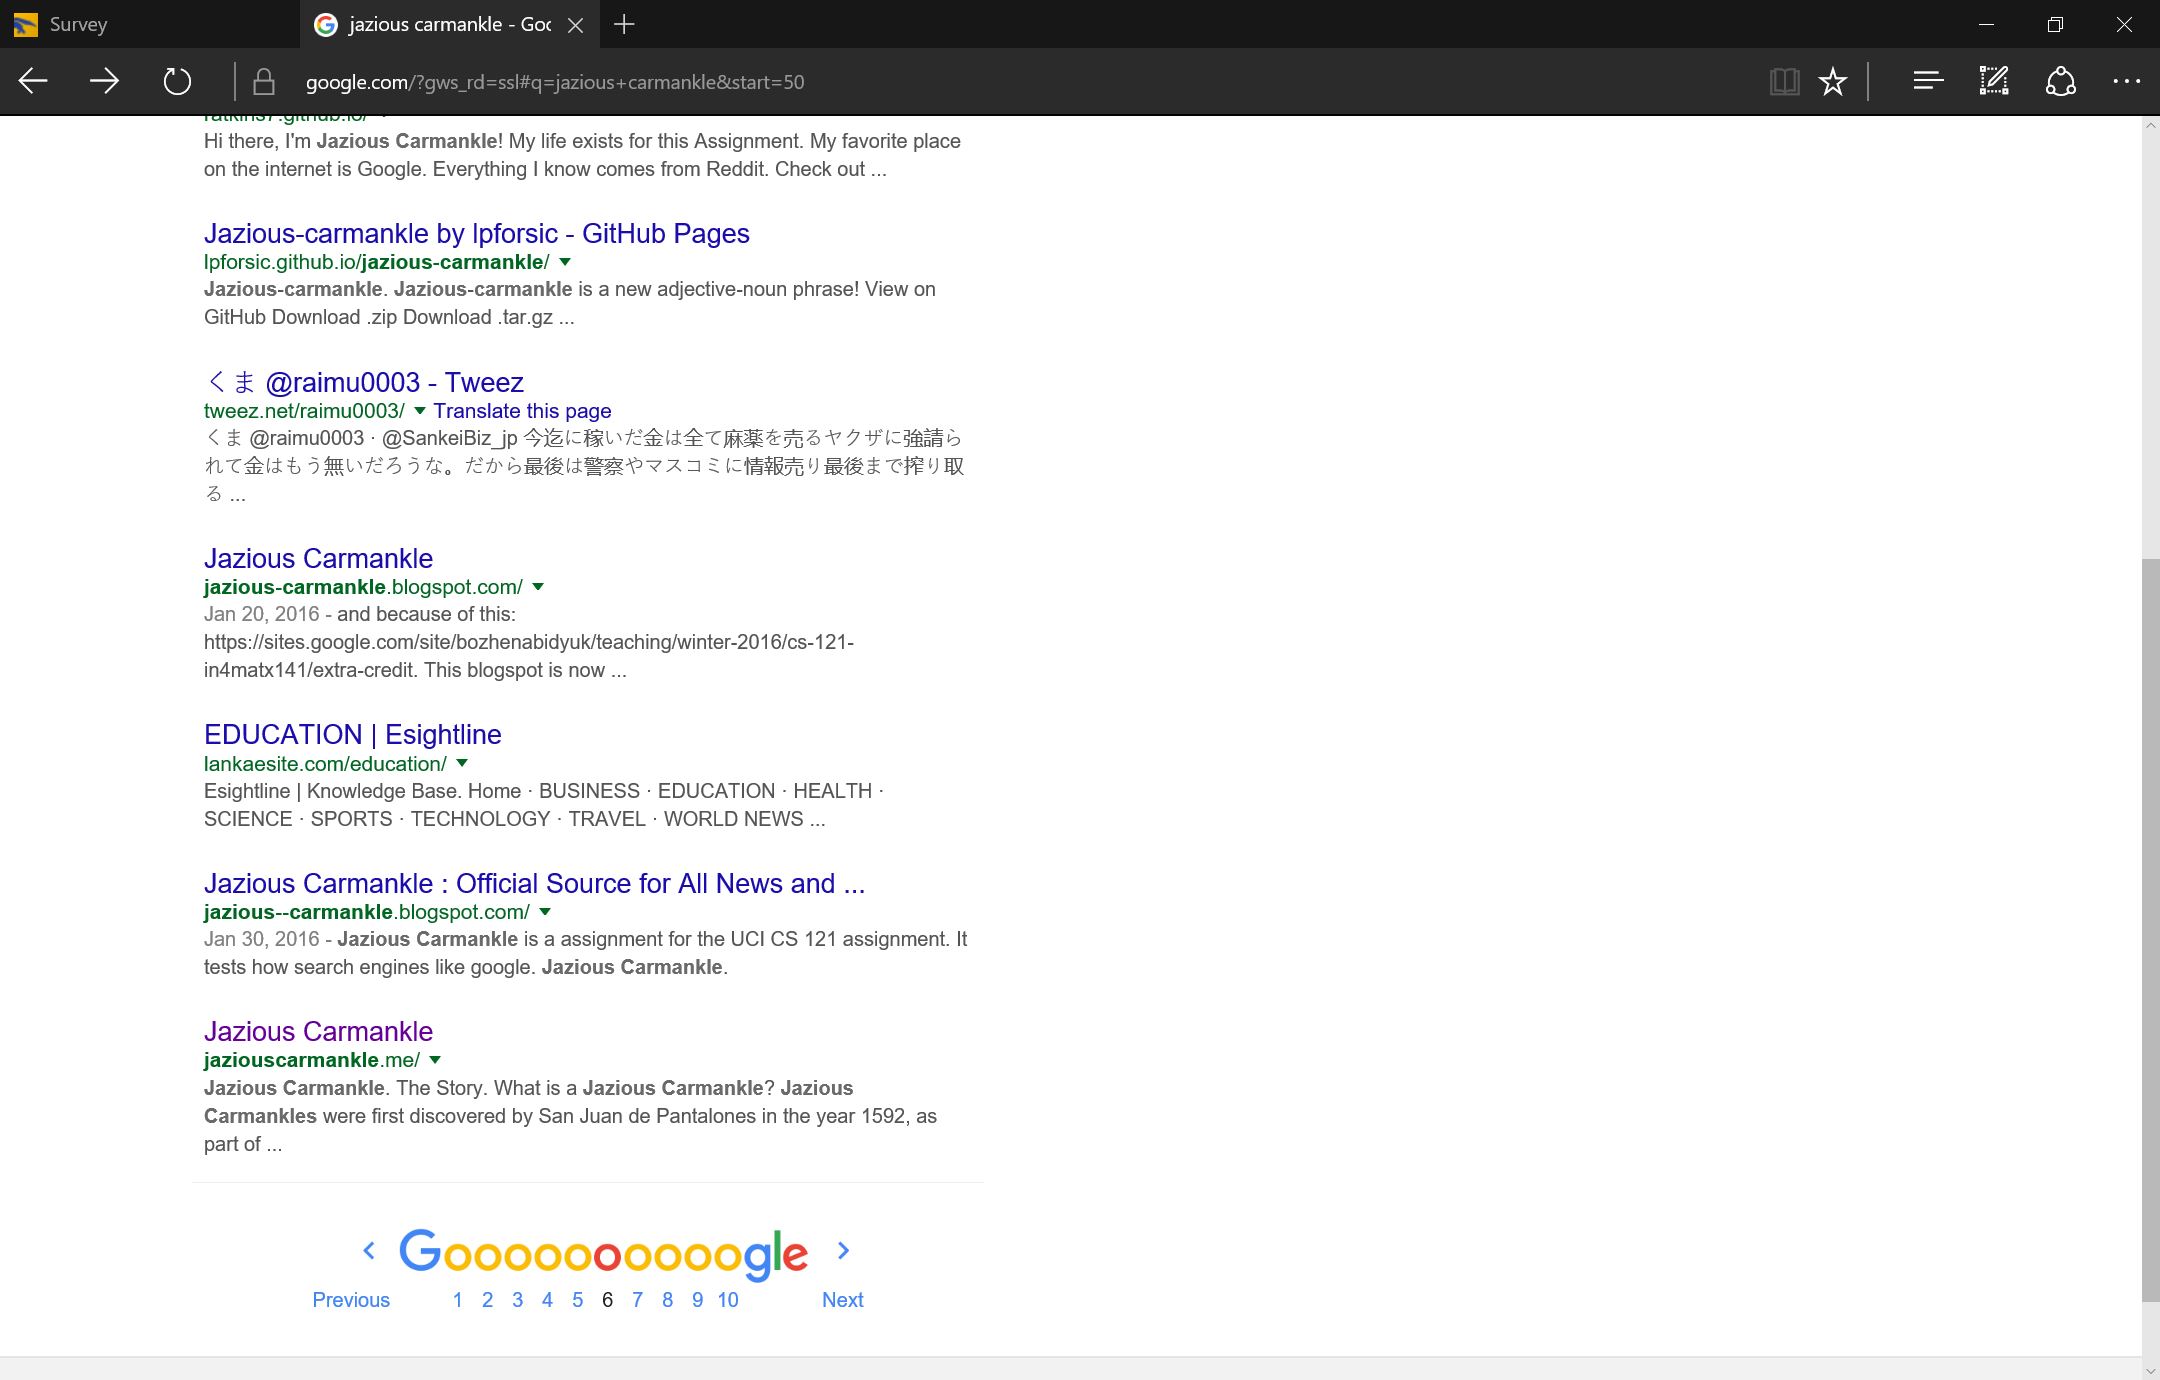 Survey
jazious carmankle - Goo
google.com/?gws_rd=ssl#q=jazious+carmankle&start=50
ratkins7.github.io/
Hi there, I'm Jazious Carmankle! My life exists for this Assignment. My favorite place
on the internet is Google. Everything I know comes from Reddit. Check out ...
Jazious-carmankle by lpforsic - GitHub Pages
lpforsic.github.io/jazious-carmankle/
Jazious-carmankle. Jazious-carmankle is a new adjective-noun phrase! View on
GitHub Download .zip Download .tar.gz ...
くま @raimu0003 - Tweez
tweez.net/raimu0003/ Translate this page
くま @raimu0003 · @SankeiBiz_jp 今迄に稼いだ金は全て麻薬を売るヤクザに強請ら
れて金はもう無いだろうな。だから最後は警察やマスコミに情報売り最後まで搾り取
る ...
Jazious Carmankle
jazious-carmankle.blogspot.com/
Jan 20, 2016 - and because of this:
https://sites.google.com/site/bozhenabidyuk/teaching/winter-2016/cs-121-
in4matx141/extra-credit. This blogspot is now ...
EDUCATION | Esightline
lankaesite.com/education/
Esightline | Knowledge Base. Home · BUSINESS · EDUCATION · HEALTH ·
SCIENCE · SPORTS · TECHNOLOGY · TRAVEL · WORLD NEWS ...
Jazious Carmankle : Official Source for All News and ...
jazious--carmankle.blogspot.com/
Jan 30, 2016 - Jazious Carmankle is a assignment for the UCI CS 121 assignment. It
tests how search engines like google. Jazious Carmankle.
Jazious Carmankle
jaziouscarmankle.me/
Jazious Carmankle. The Story. What is a Jazious Carmankle? Jazious
Carmankles were first discovered by San Juan de Pantalones in the year 1592, as
part of ...
Goooooooooogle
Previous 1 2 3 4 5 6 7 8 9 10 Next